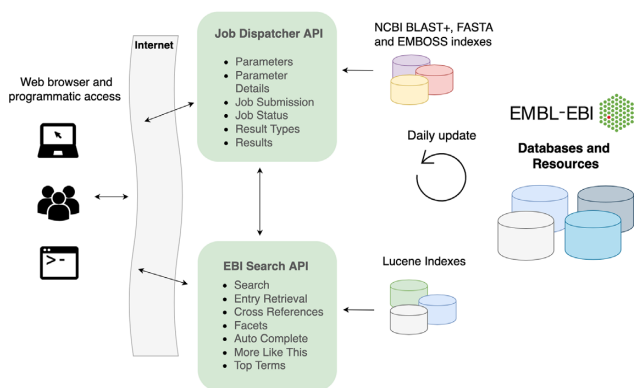 Internet
Web browser and
programmatic access
>-
Job Dispatcher API
• Parameters
• Parameter
Details
• Job Submission
• Job Status
• Result Types
• Results
NCBI BLAST+, FASTA
and EMBOSS indexes
Daily update
EMBL-EBI
Databases and
Resources
EBI Search API
• Search
• Entry Retrieval
• Cross References
• Facets
• Auto Complete
• More Like This
• Top Terms
Lucene Indexes